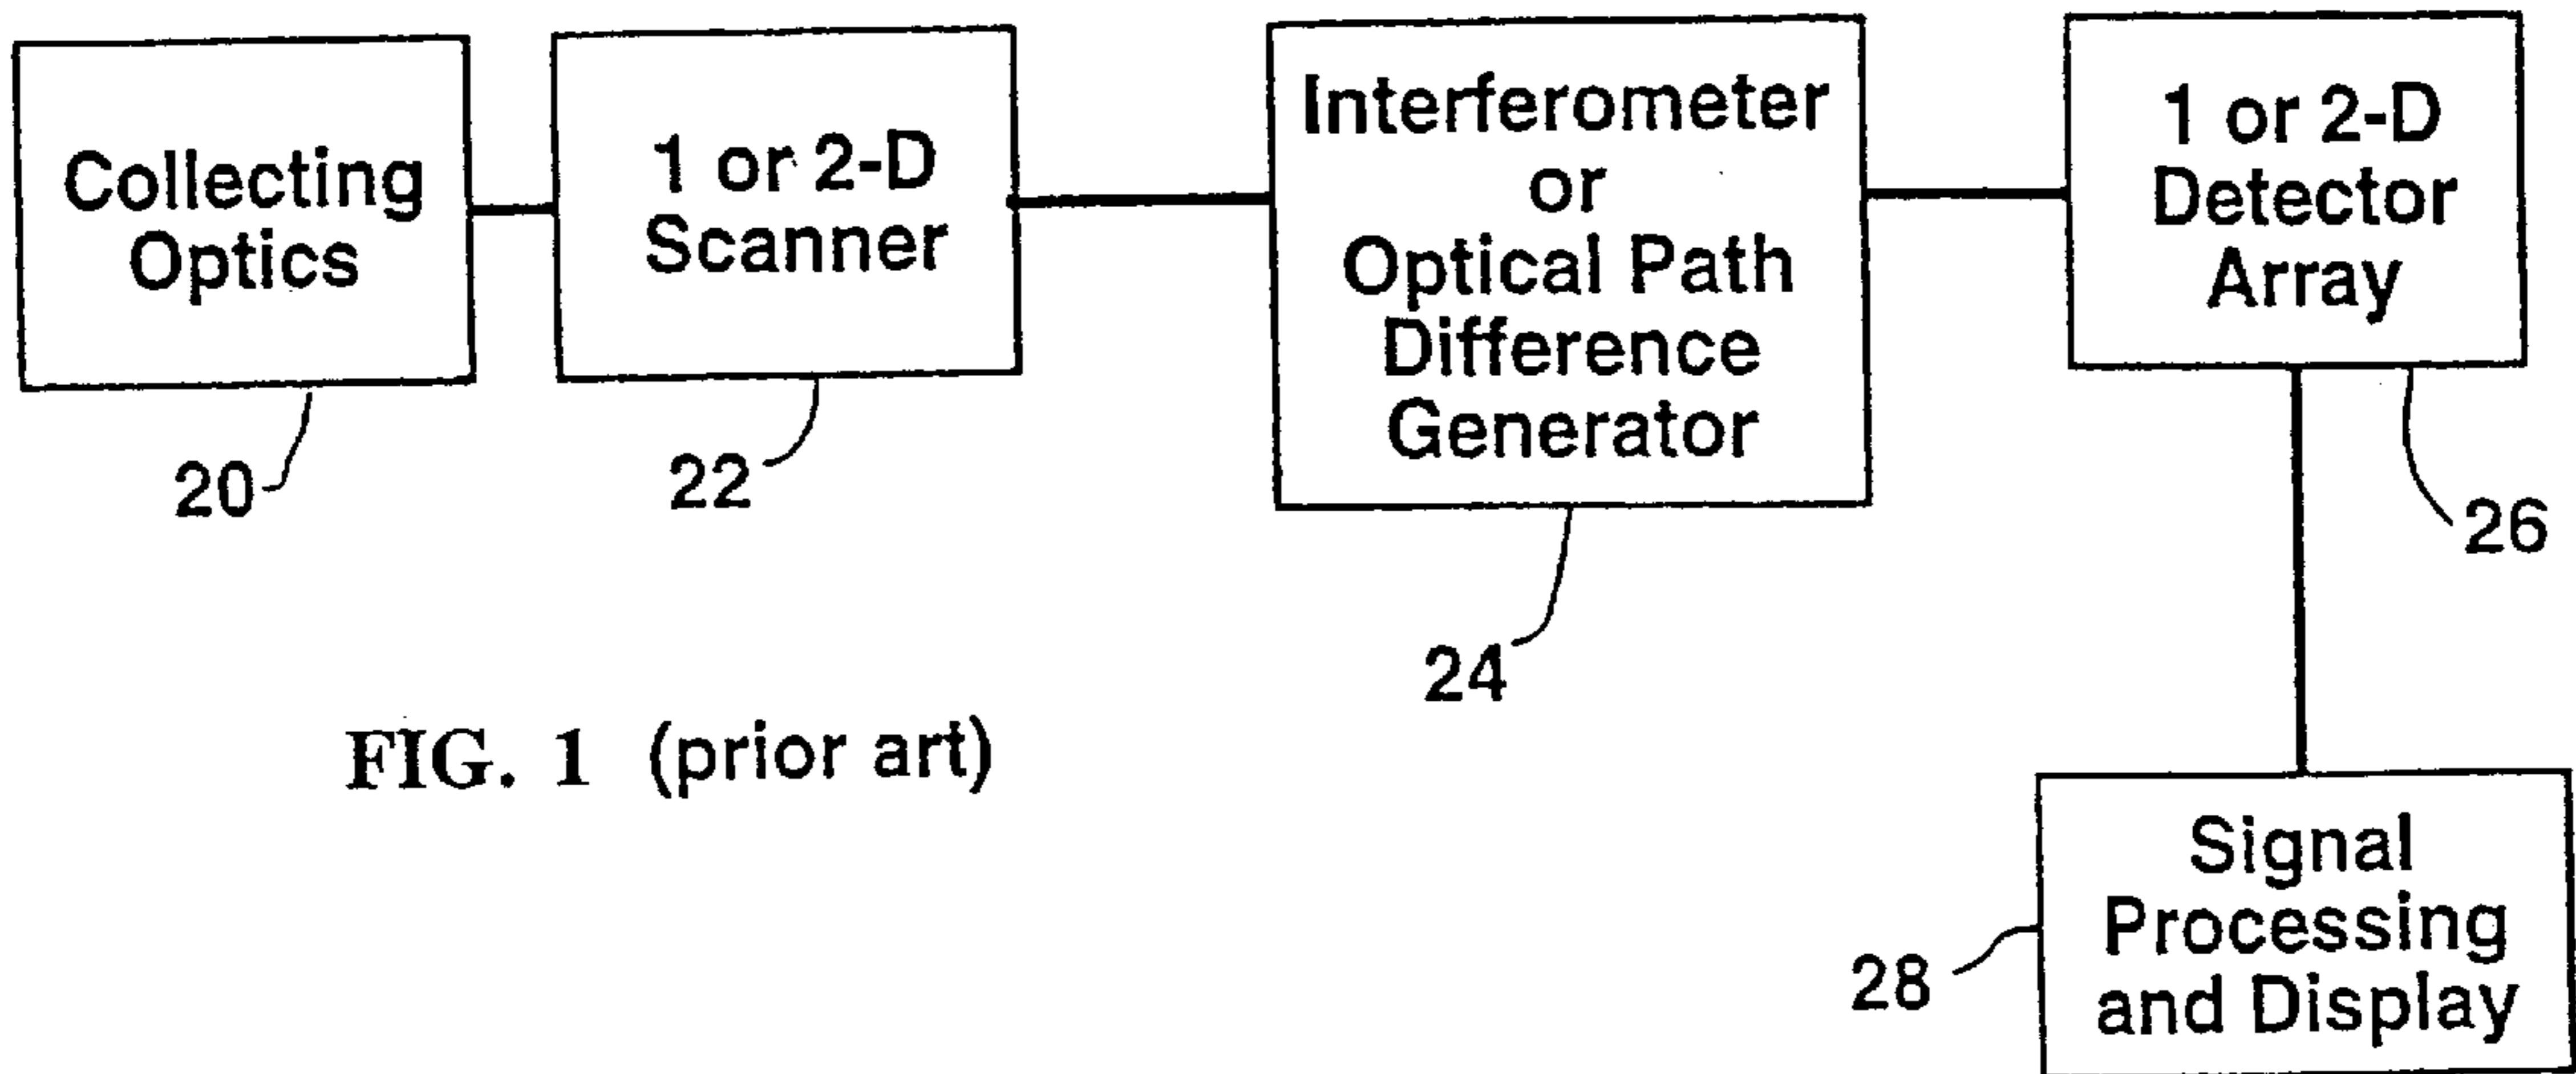 Collecting
Optics
1 or 2-D
Scanner
Interferometer
or
Optical Path
Difference
Generator
1 or 2-D
Detector
Array
20
22
24
26
FIG. 1 (prior art)
Signal
Processing
and Display
28